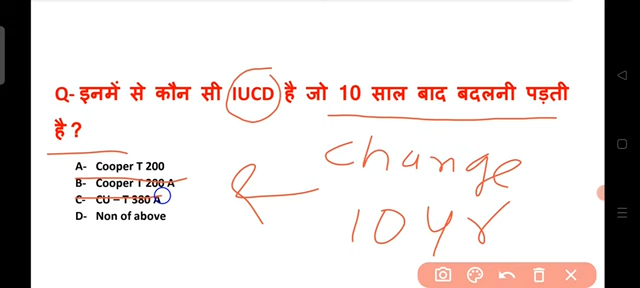 Q- इनमें से कौन सी IUCD है जो 10 साल बाद बदलनी पड़ती
है ?
A- Cooper T 200
B- Cooper T 200 A
C- CU – T 380 A
D- Non of above
change
10 yr